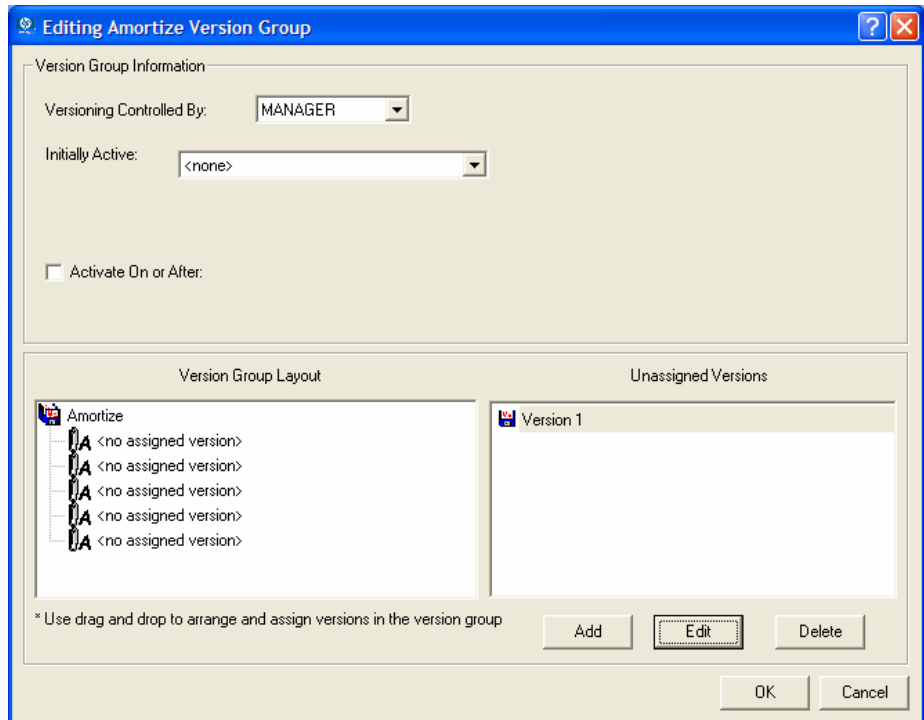 Editing Amortize Version Group
Version Group Information
Versioning Controlled By: MANAGER
Initially Active: <none>
Activate On or After:
Version Group Layout
Amortize
<no assigned version>
<no assigned version>
<no assigned version>
<no assigned version>
<no assigned version>
Unassigned Versions
Version 1
* Use drag and drop to arrange and assign versions in the version group
Add Edit Delete
OK Cancel